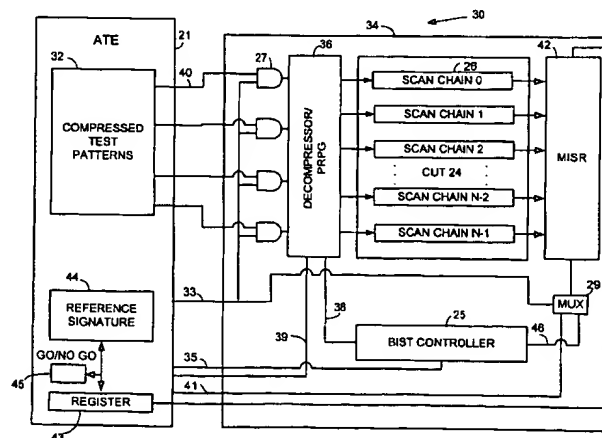 30
34
ATE
21
36
42
32
27
26
40
SCAN CHAIN 0
COMPRESSED
TEST
PATTERNS
DECOMPRESSOR/
PRPG
SCAN CHAIN 1
SCAN CHAIN 2
MISR
CUT 24
SCAN CHAIN N-2
SCAN CHAIN N-1
44
33
29
MUX
REFERENCE
SIGNATURE
39
38
25
46
BIST CONTROLLER
GO/NO GO
35
45
41
REGISTER
43